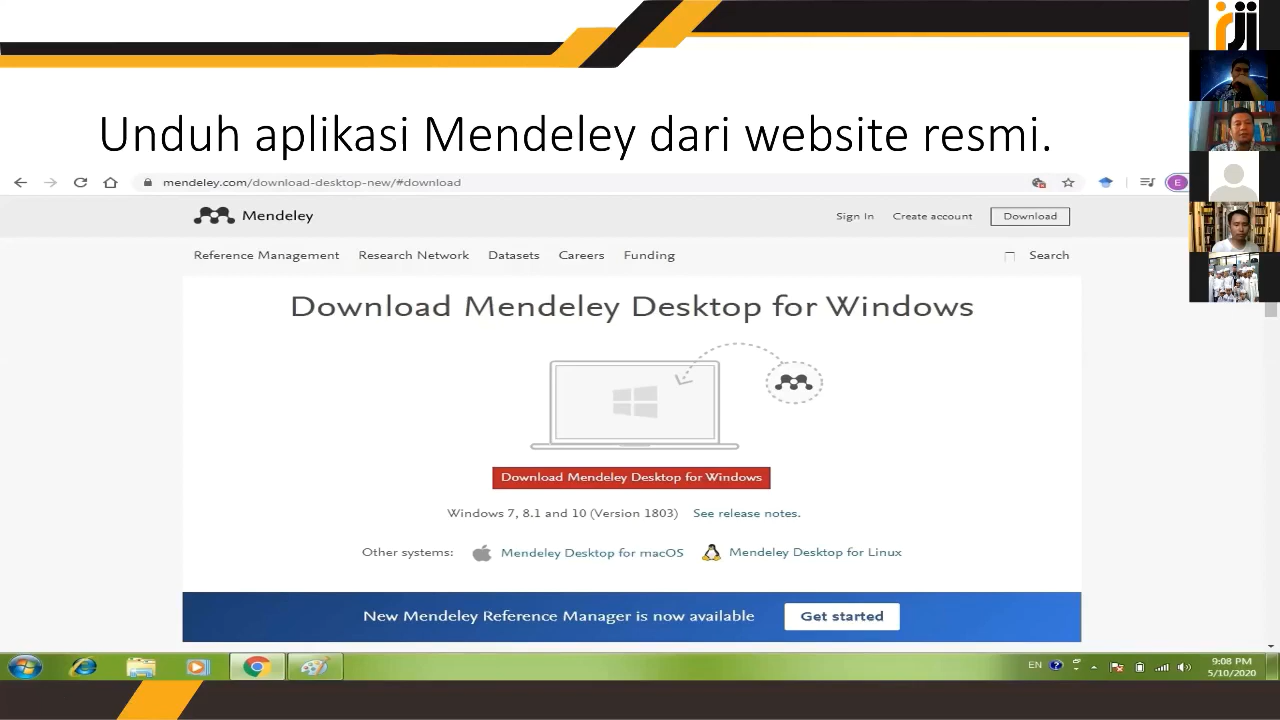 Unduh aplikasi Mendeley dari website resmi.
mendeley.com/download-desktop-new/#download
E
Mendeley
Sign In
Create account
Download
Reference Management
Research Network
Datasets
Careers
Funding
Search
Download Mendeley Desktop for Windows
Download Mendeley Desktop for Windows
Windows 7, 8.1 and 10 (Version 1803) See release notes.
Other systems: Mendeley Desktop for macOS Mendeley Desktop for Linux
New Mendeley Reference Manager is now available
Get started
EN
9:08 PM
5/10/2020
rji